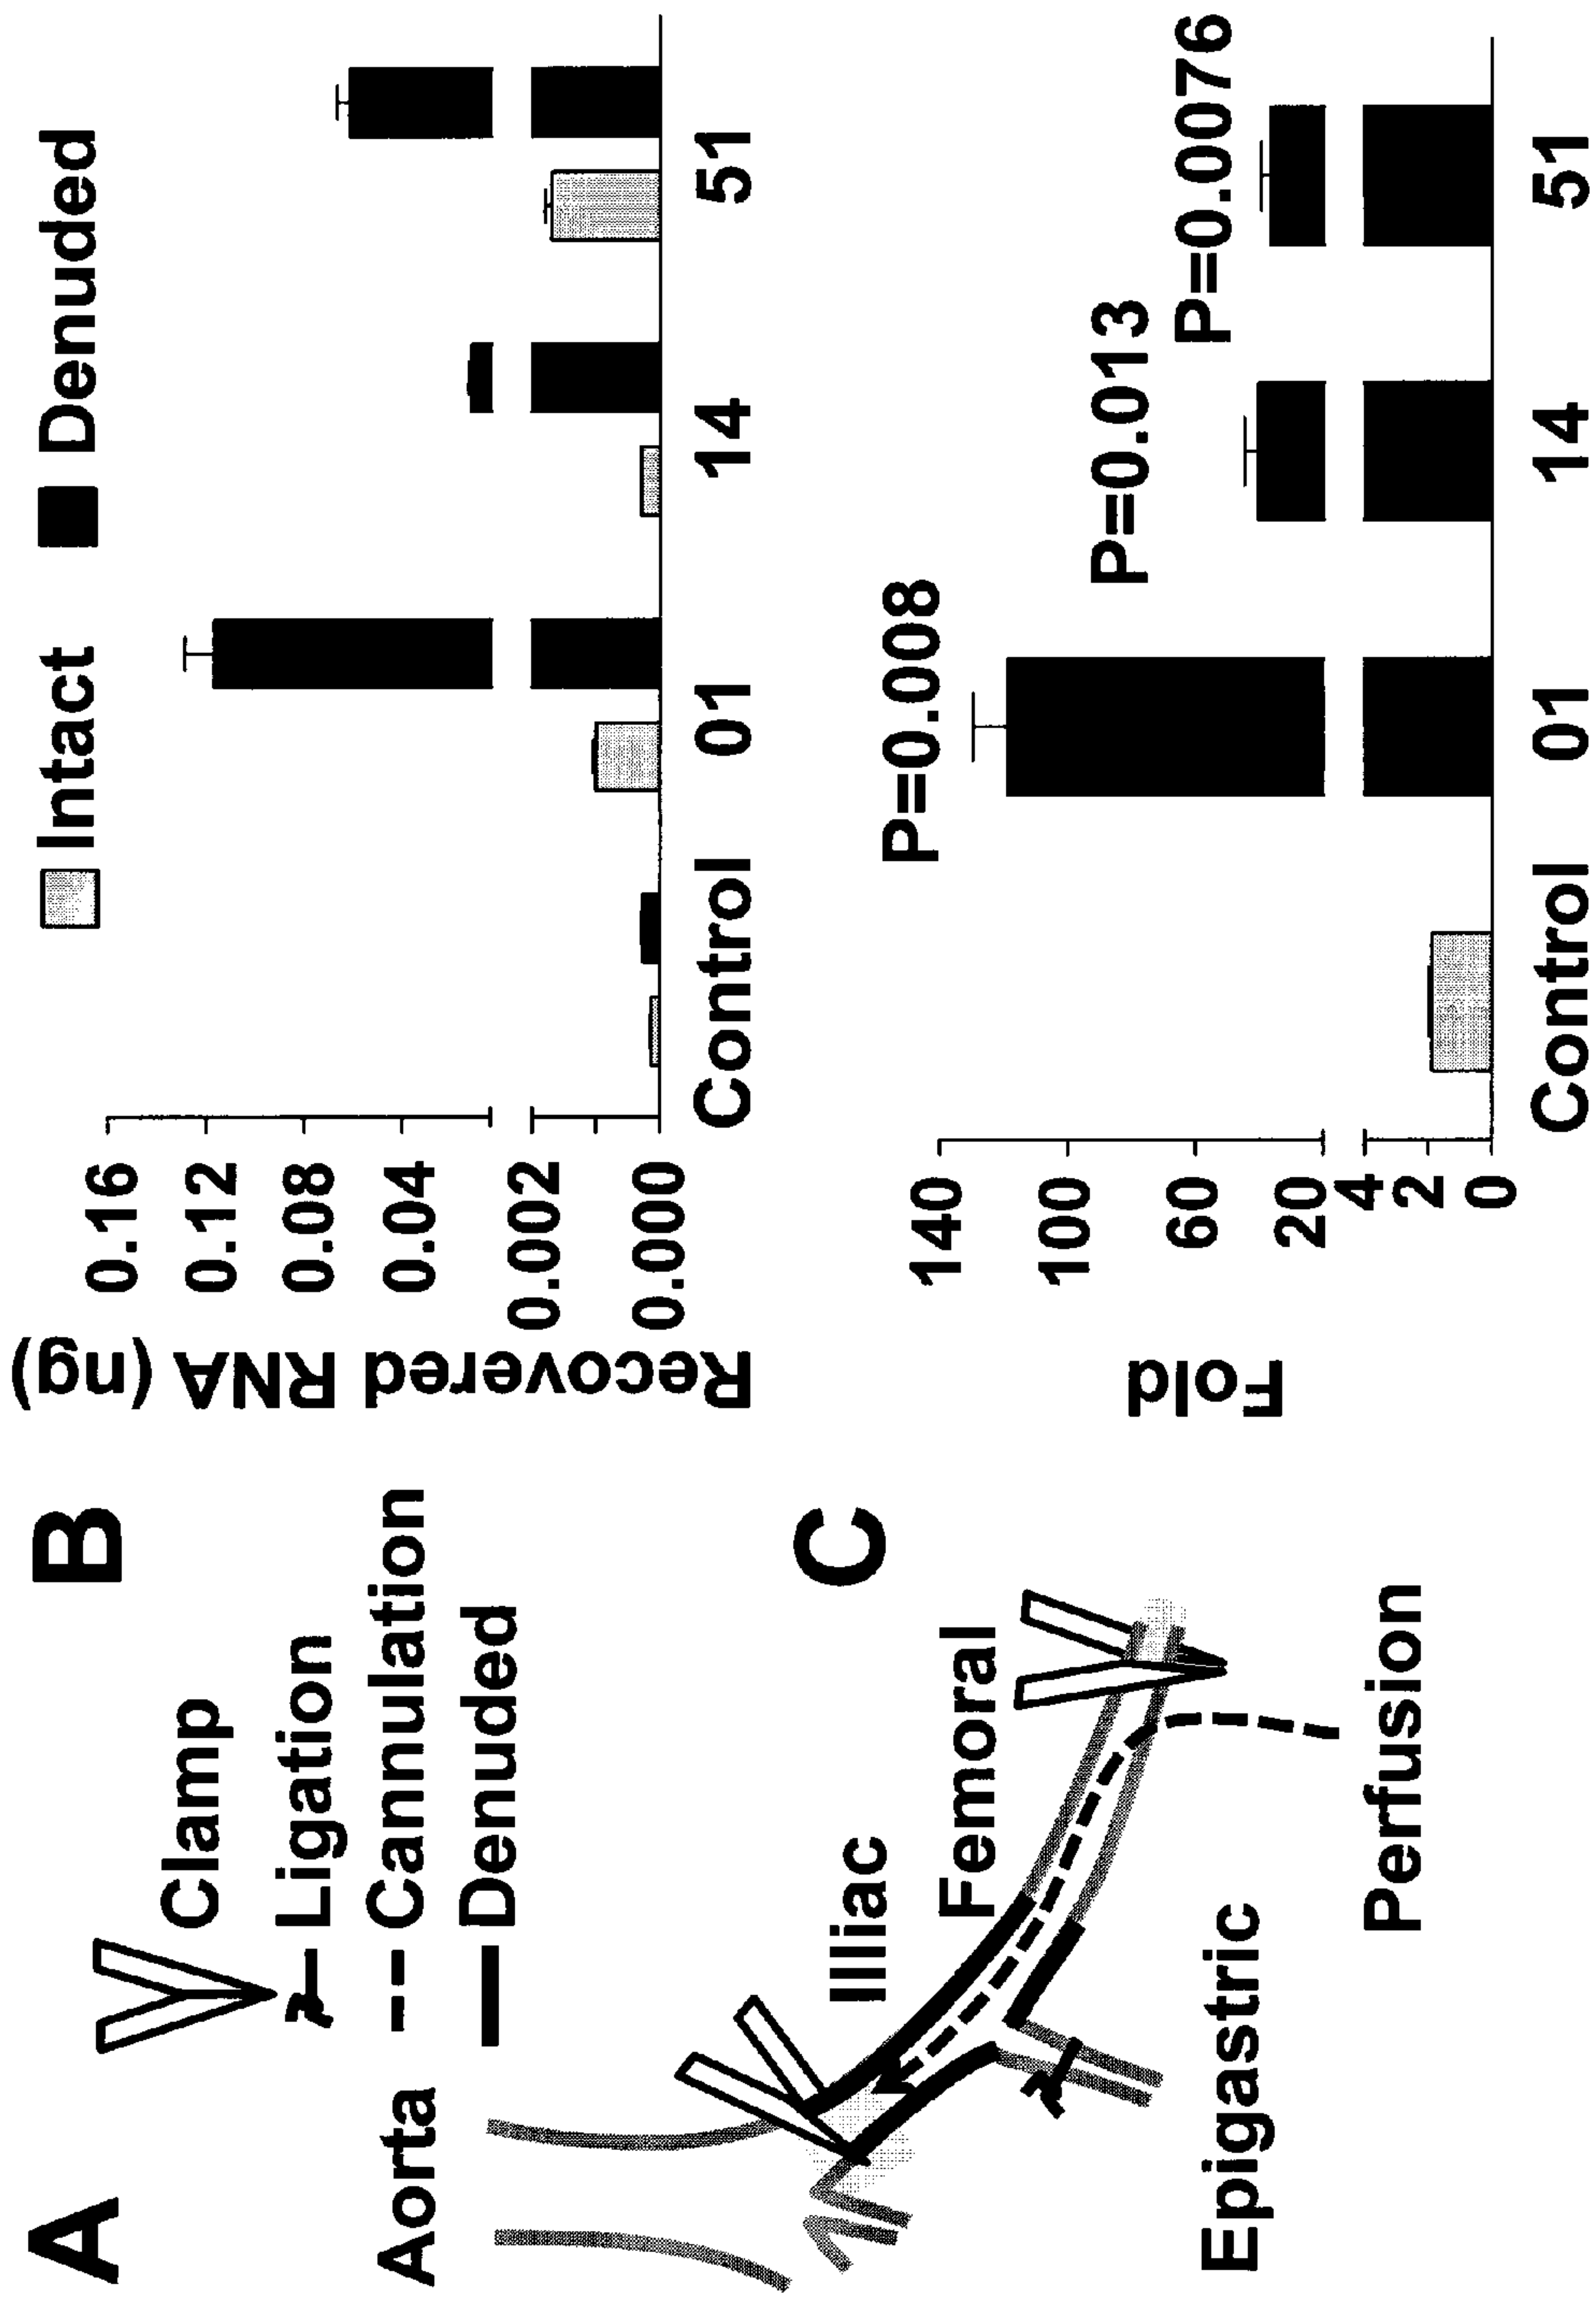 A
Clamp
Ligation
Cannulation
Denuded
Aorta
Illiac
Femoral
Epigastric
Perfusion
B
Intact Denuded
Recovered RNA (ng)
0.16
0.12
0.08
0.04
0.002
0.000
Control 01 14 51
C
Fold
140
100
60
20
4
2
0
P=0.008
P=0.013
P=0.0076
Control 01 14 51